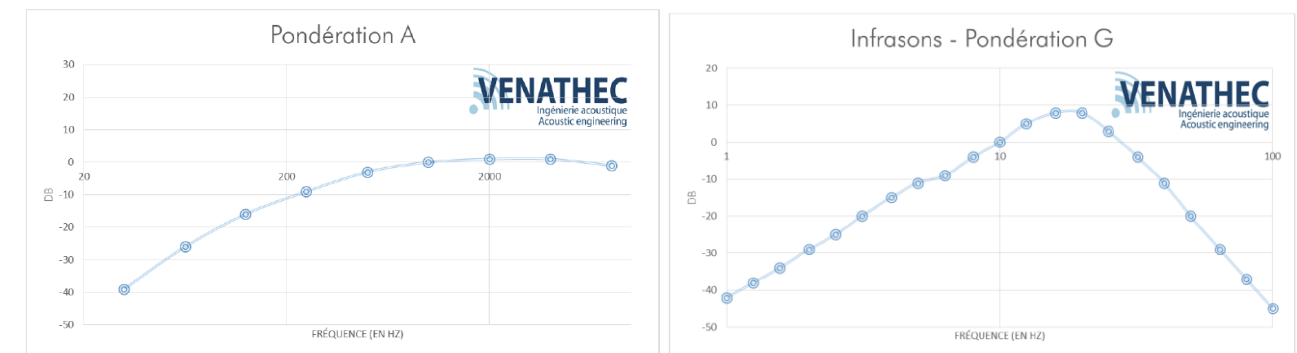 Pondération A
30
20
10
0
-10
-20
-30
-40
-50
20
200
2000
DB
FRÉQUENCE (EN HZ)
VENATHEC
Ingénierie acoustique
Acoustic engineering
Infrasons - Pondération G
20
10
0
-10
-20
-30
-40
-50
1
10
100
DB
FRÉQUENCE (EN HZ)
VENATHEC
Ingénierie acoustique
Acoustic engineering